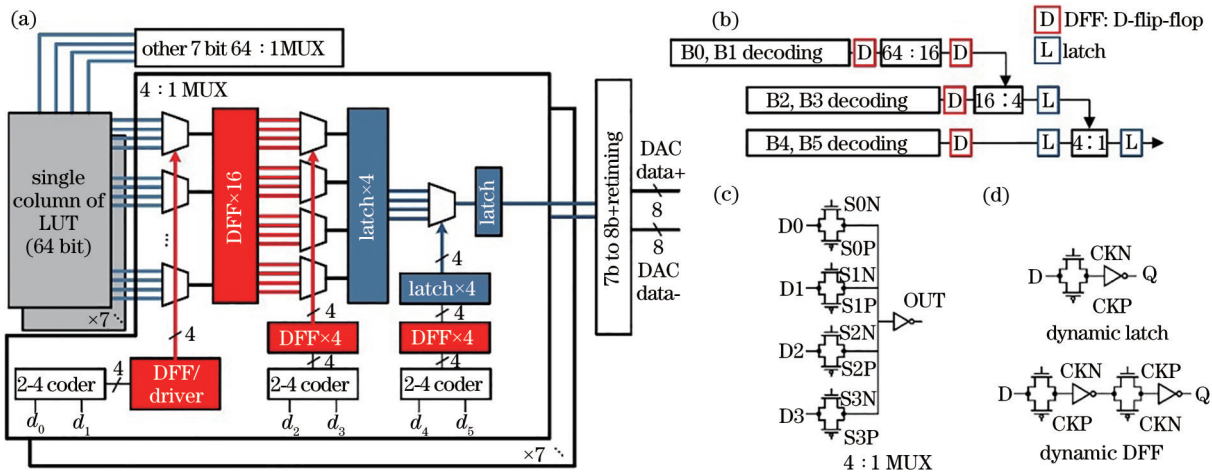 (a)
other 7 bit 64 : 1MUX
4 : 1 MUX
single
column of
LUT
(64 bit)
×7
...
DFF×16
latch×4
latch
4
latch×4
7b to 8b+retiming
DAC
data+
8
8
DAC
data-
4
4
4
DFF×4
DFF×4
4
4
2-4 coder
4
DFF/
driver
2-4 coder
2-4 coder
d0
d1
d2
d3
d4
d5
×7
(b)
D DFF: D-flip-flop
L latch
B0, B1 decoding
D
64 : 16
D
B2, B3 decoding
D
16 : 4
L
B4, B5 decoding
D
L
4 : 1
L
(c)
S0N
D0
S0P
S1N
D1
S1P
OUT
S2N
D2
S2P
S3N
D3
S3P
4 : 1 MUX
(d)
CKN
D
Q
CKP
dynamic latch
CKN
CKP
D
Q
CKP
CKN
dynamic DFF